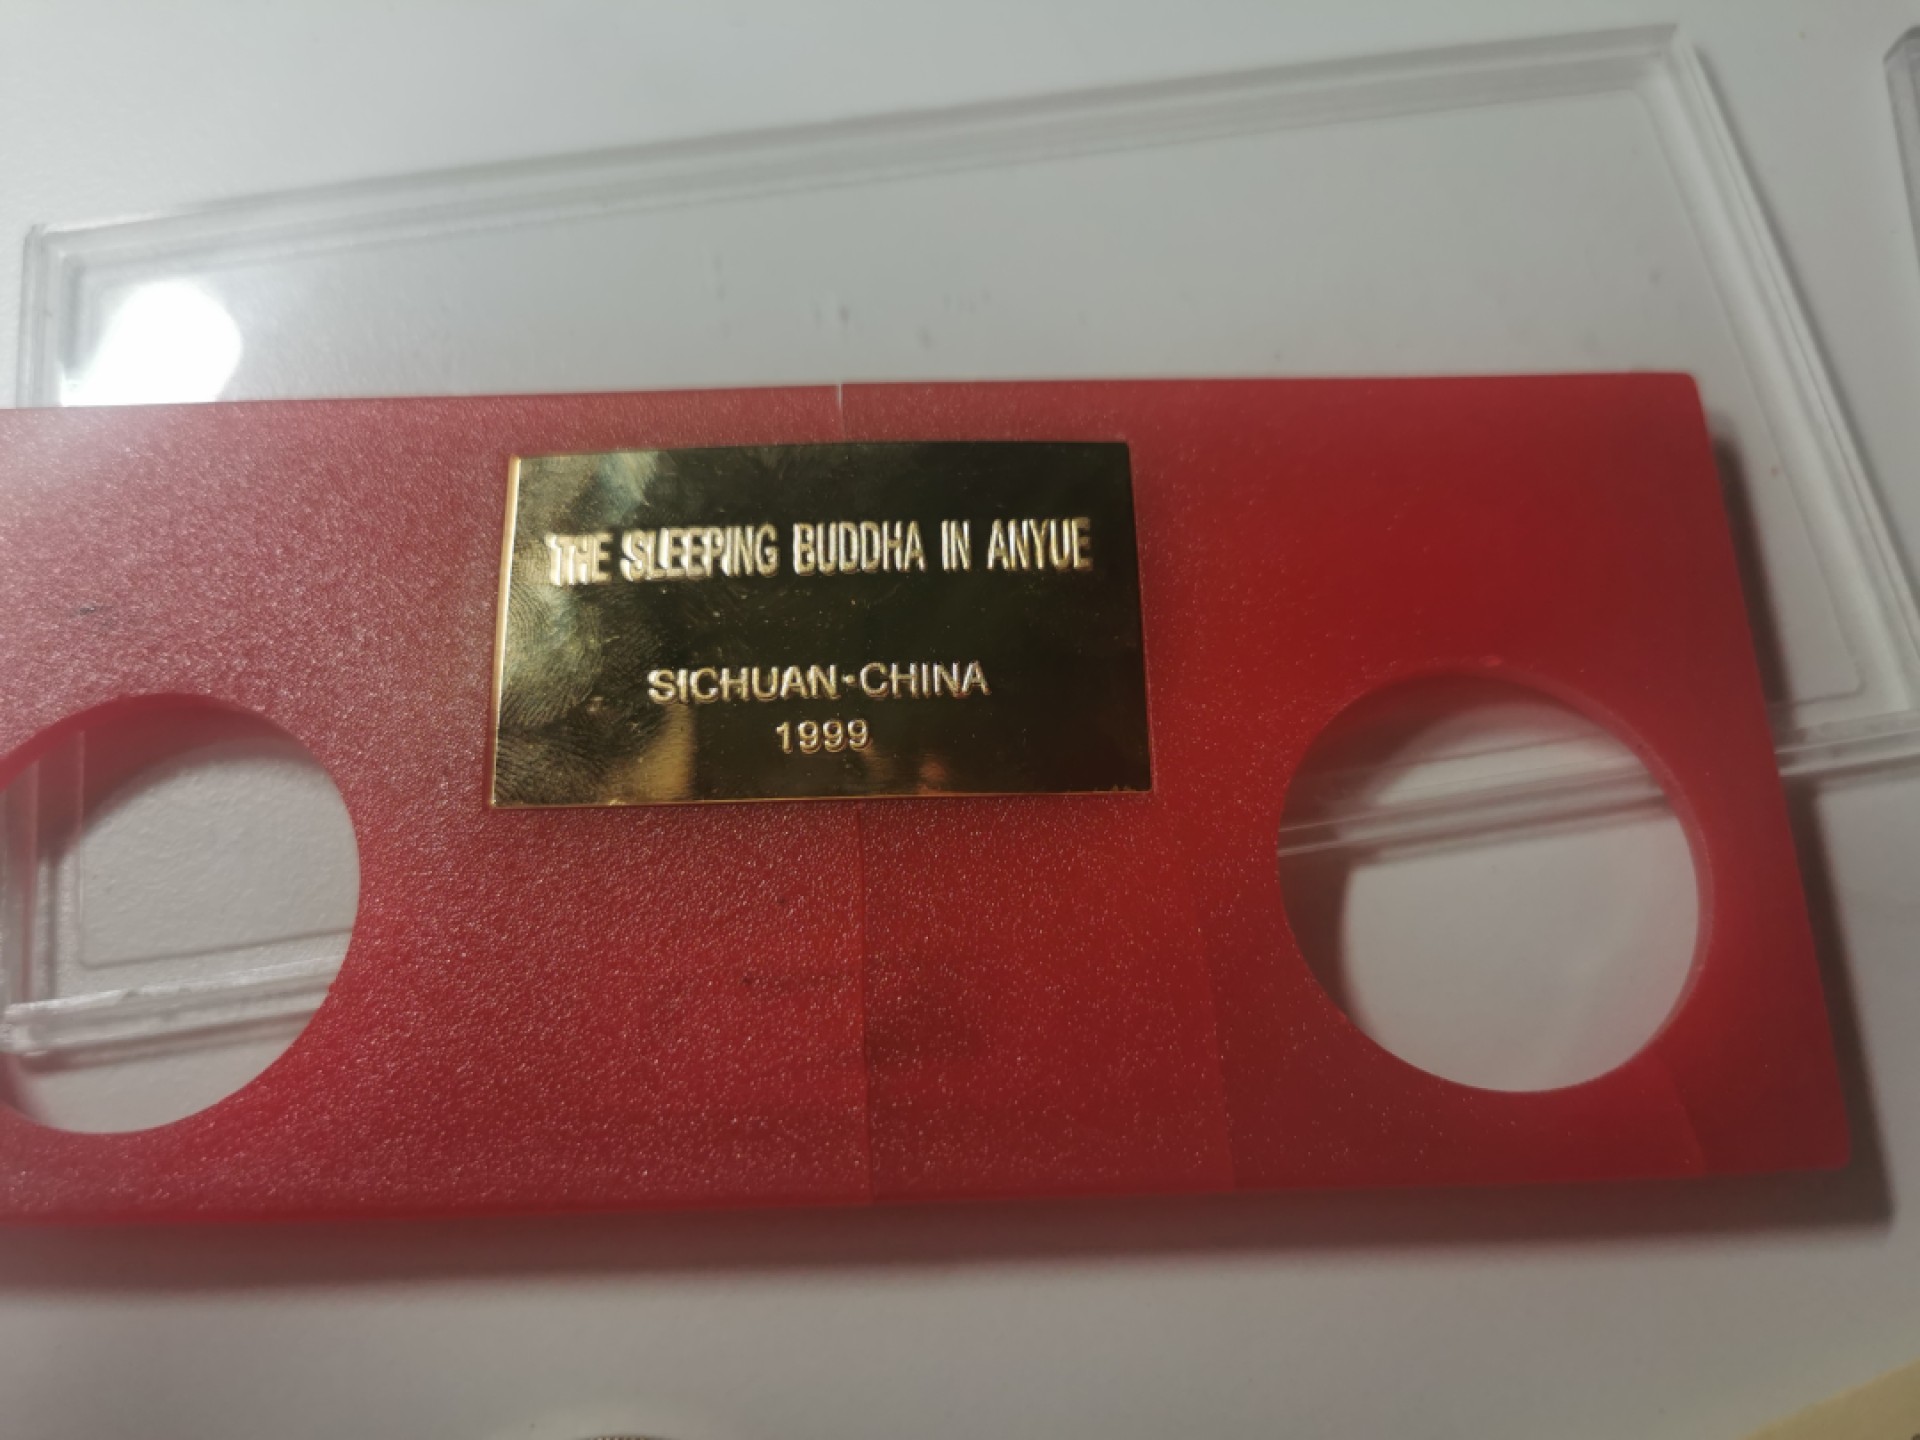 THE SLEEPING BUDDHA IN ANYUE
SICHUAN·CHINA
1999